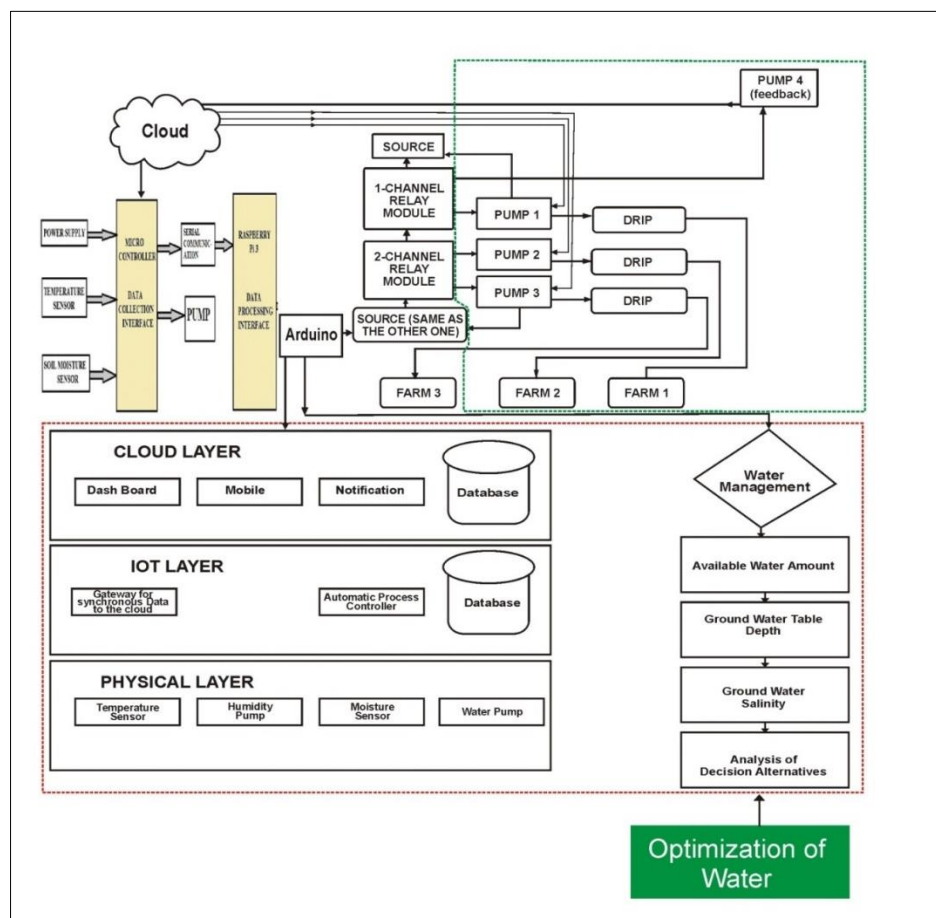 PUMP 4
(feedback)
Cloud
SOURCE
1-CHANNEL
RELAY
MODULE
PUMP 1
DRIP
POWER SUPPLY
MICRO
CONTROLLER
SERIAL
COMMUNIC
-ATION
RASPBERRY
Pi 3
2-CHANNEL
RELAY
MODULE
PUMP 2
DRIP
TEMPERATURE
SENSOR
DATA
COLLECTION
INTERFACE
PUMP
DATA
PROCESSING
INTERFACE
PUMP 3
DRIP
Arduino
SOURCE (SAME AS
THE OTHER ONE)
SOIL MOISTURE
SENSOR
FARM 3
FARM 2
FARM 1
CLOUD LAYER
Dash Board
Mobile
Notification
Database
Water
Management
IOT LAYER
Gateway for
synchronous Data
to the cloud
Automatic Process
Controller
Database
Available Water Amount
Ground Water Table
Depth
PHYSICAL LAYER
Temperature
Sensor
Humidity
Pump
Moisture
Sensor
Water Pump
Ground Water
Salinity
Analysis of
Decision Alternatives
Optimization of
Water